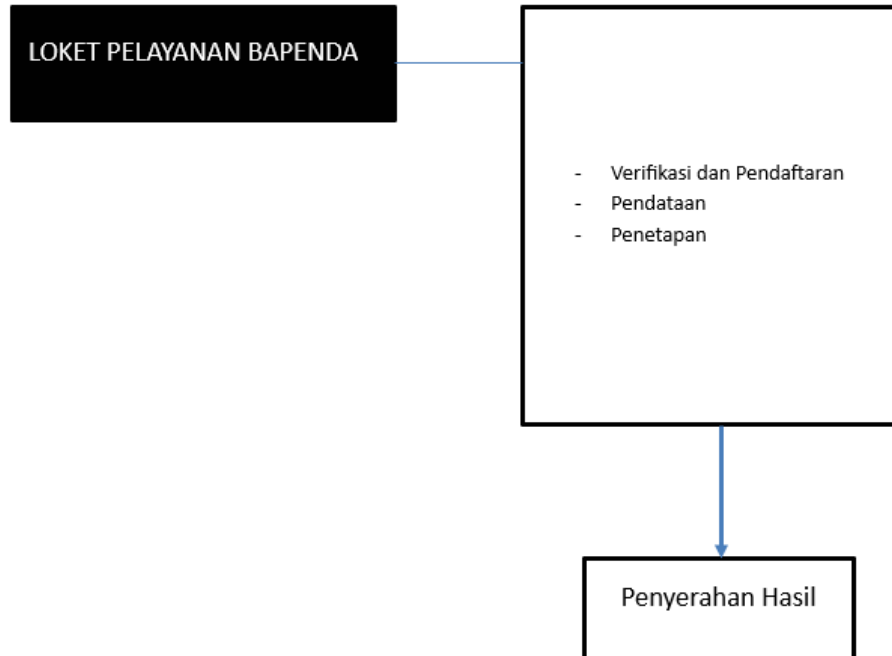 LOKET PELAYANAN BAPENDA
- Verifikasi dan Pendaftaran
- Pendataan
- Penetapan
Penyerahan Hasil